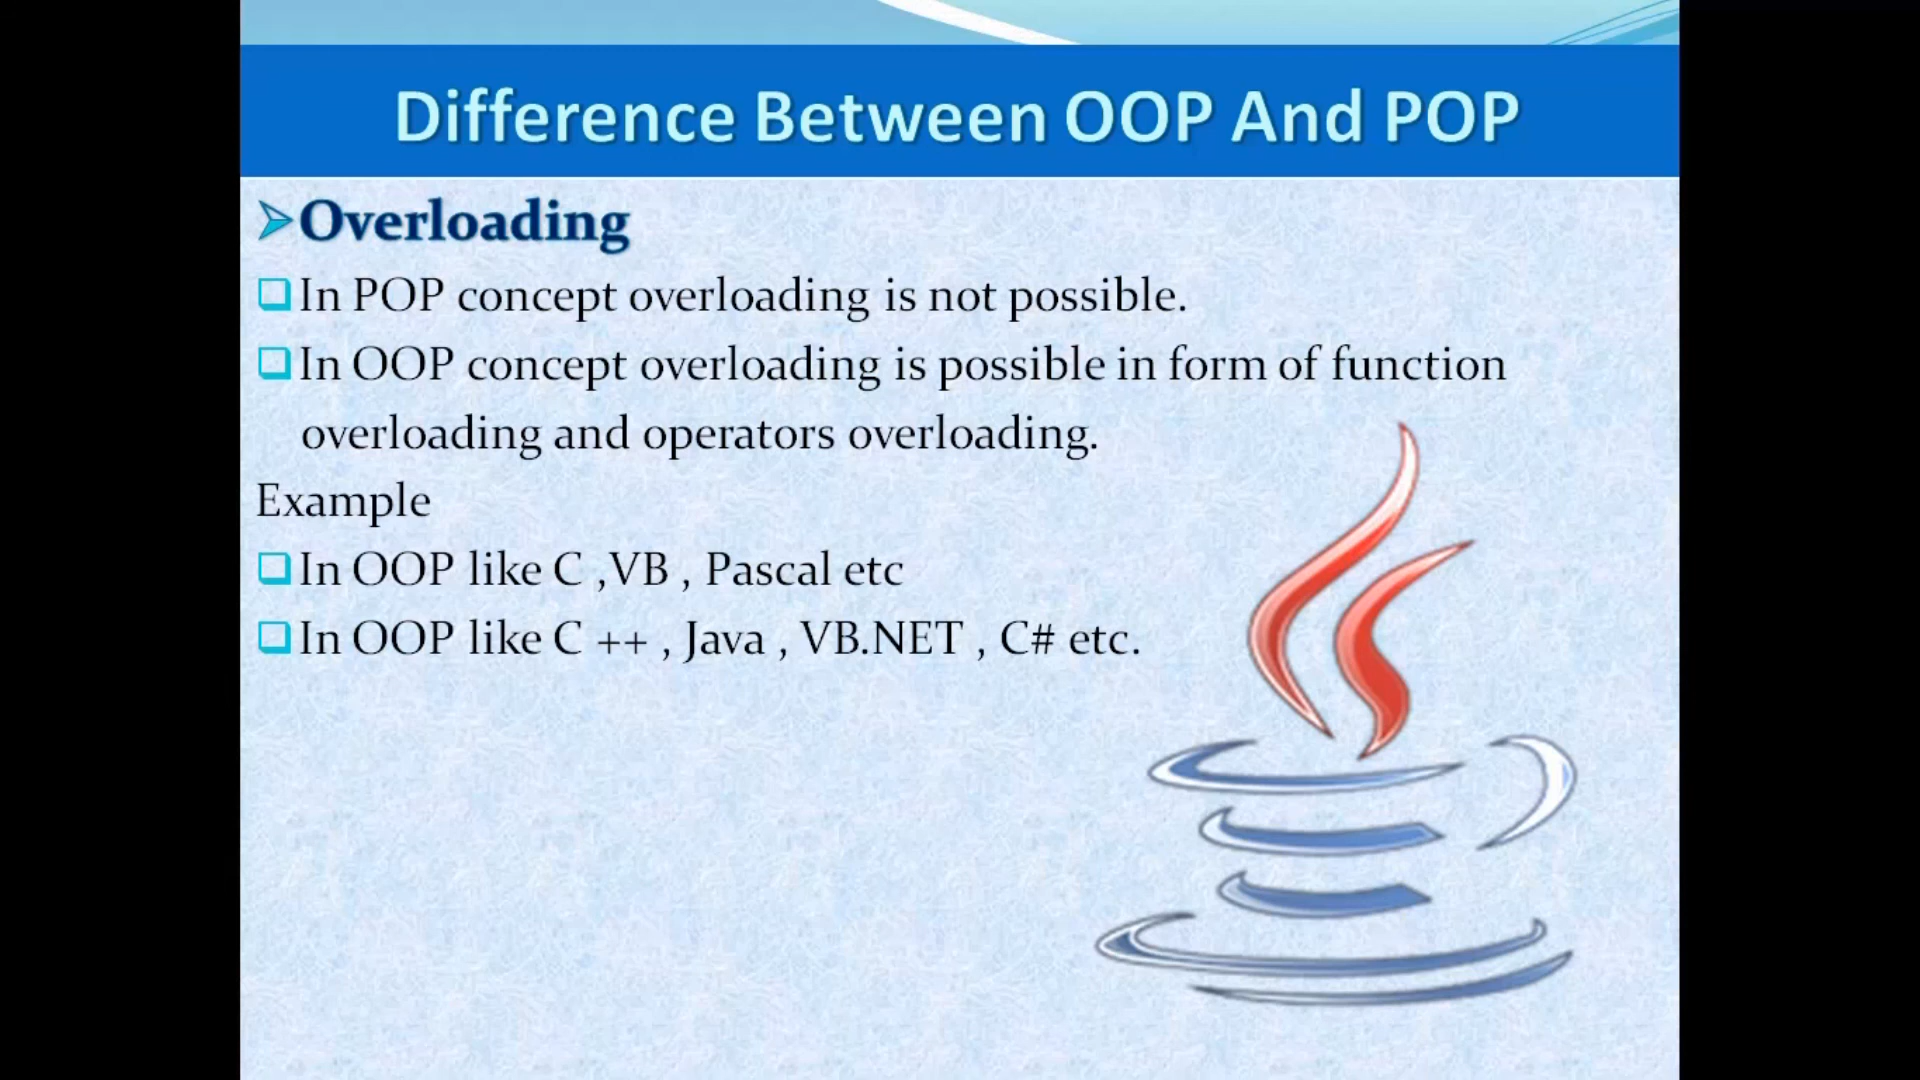 Difference Between OOP And POP
Overloading
In POP concept overloading is not possible.
In OOP concept overloading is possible in form of function
overloading and operators overloading.
Example
In OOP like C ,VB , Pascal etc
In OOP like C ++ , Java , VB.NET , C# etc.